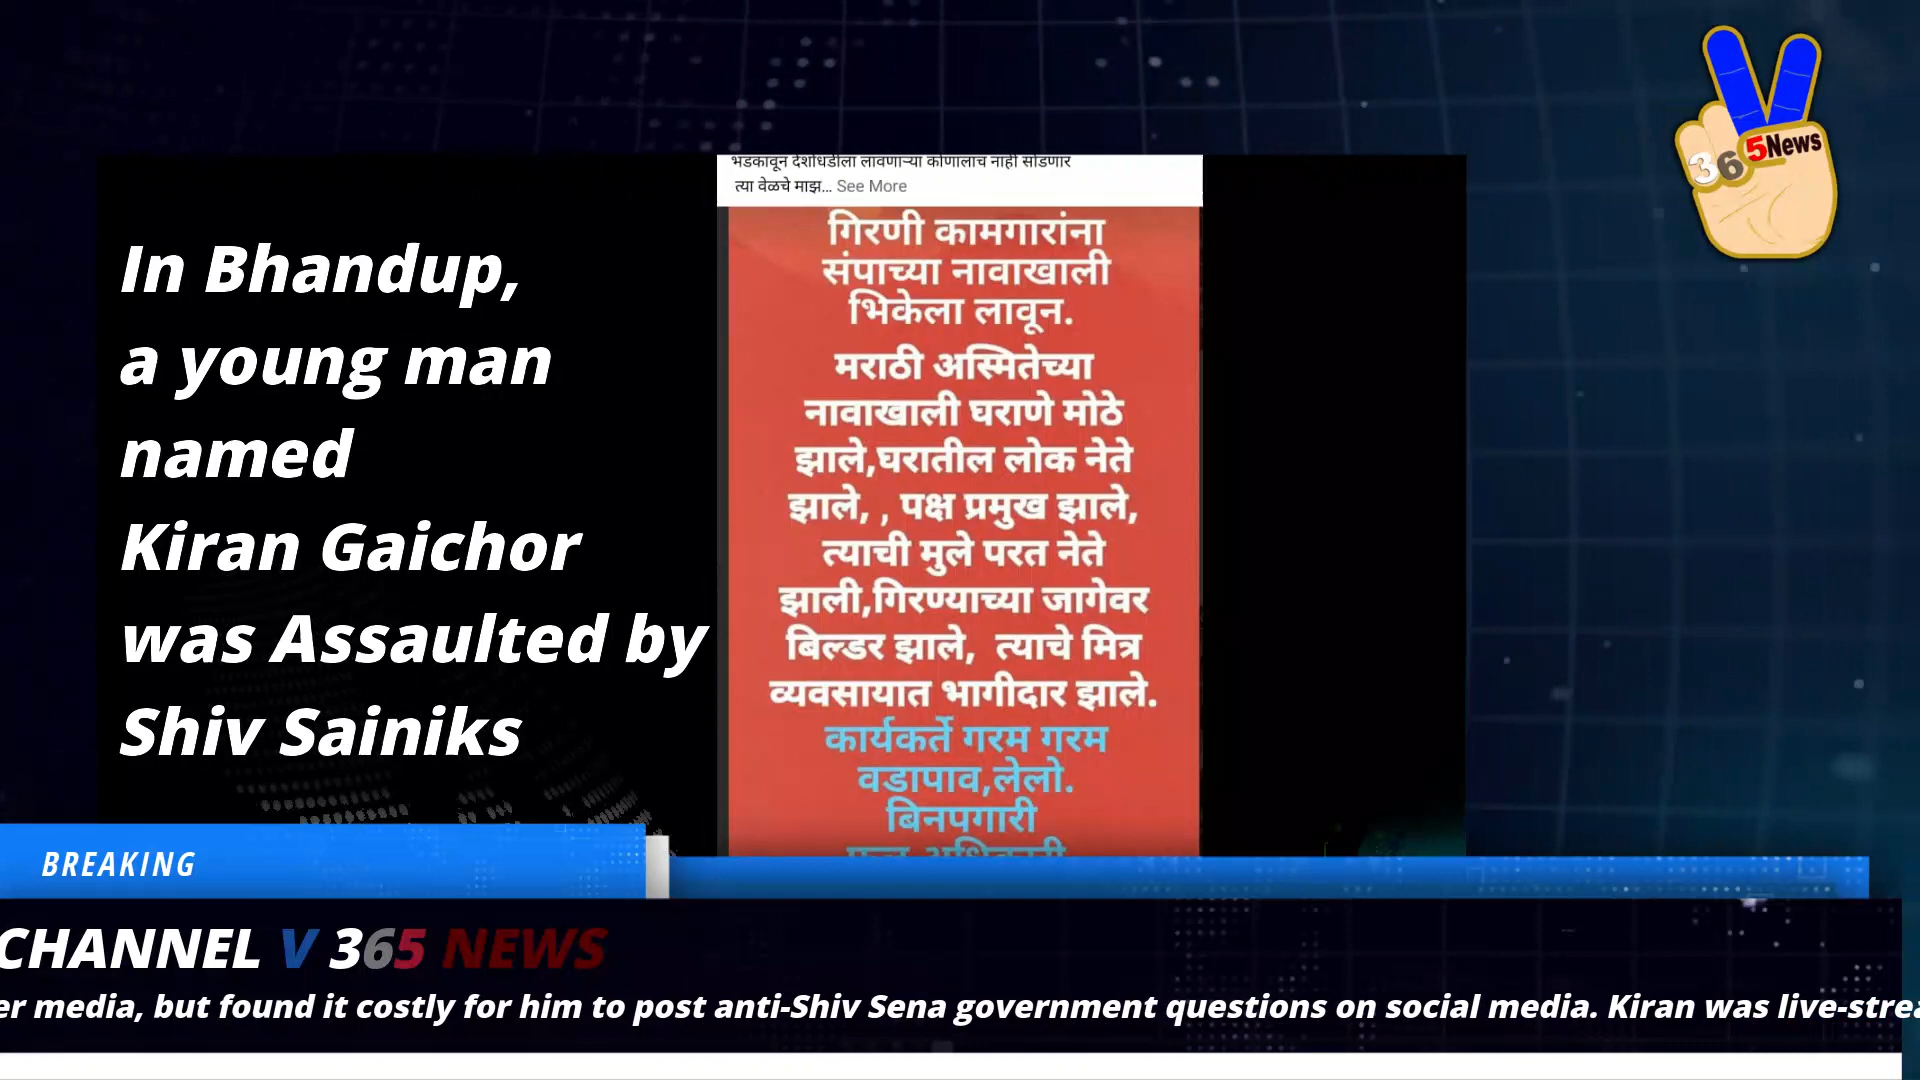 In Bhandup,
a young man
named
Kiran Gaichor
was Assaulted by
Shiv Sainiks
भडकावून देशोधडीला लावणाऱ्या कोणालाच नाही सोडणार
त्या वेळचे माझ... See More
गिरणी कामगारांना
संपाच्या नावाखाली
भिकेला लावून.
मराठी अस्मितेच्या
नावाखाली घराणे मोठे
झाले,घरातील लोक नेते
झाले, , पक्ष प्रमुख झाले,
त्याची मुले परत नेते
झाली,गिरण्याच्या जागेवर
बिल्डर झाले, त्याचे मित्र
व्यवसायात भागीदार झाले.
कार्यकर्ते गरम गरम
वडापाव,लेलो.
बिनपगारी
365News
BREAKING
CHANNEL V 365 NEWS
er media, but found it costly for him to post anti-Shiv Sena government questions on social media. Kiran was live-strea